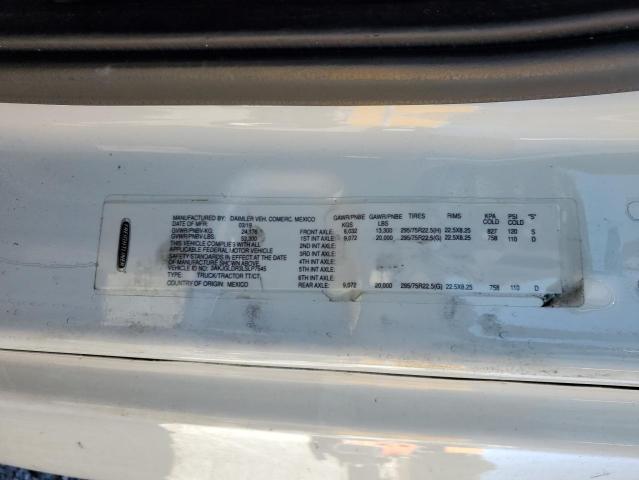 FREIGHTLINER
MANUFACTURED BY: DAIMLER VEH. COMERC. MEXICO
DATE OF MFR: 03/19
GVWR/PNBV-KG: 24,176
GVWR/PNBV-LBS: 53,300
THIS VEHICLE COMPLIES WITH ALL
APPLICABLE FEDERAL MOTOR VEHICLE
SAFETY STANDARDS IN EFFECT AT THE DATE
OF MANUFACTURE SHOWN ABOVE
VEHICLE ID NO:
TYPE: TRUCK/TRACTOR TT/CT
COUNTRY OF ORIGIN: MEXICO
GAWR/PNBE KGS GAWR/PNBE LBS TIRES RIMS KPA COLD PSI COLD "S"
FRONT AXLE: 6,032 13,300 295/75R22.5(H) 22.5X8.25 827 120 S
1ST INT AXLE: 9,072 20,000 295/75R22.5(G) 22.5X8.25 758 110 D
2ND INT AXLE:
3RD INT AXLE:
4TH INT AXLE:
5TH INT AXLE:
6TH INT AXLE:
REAR AXLE: 9,072 20,000 295/75R22.5(G) 22.5X8.25 758 110 D